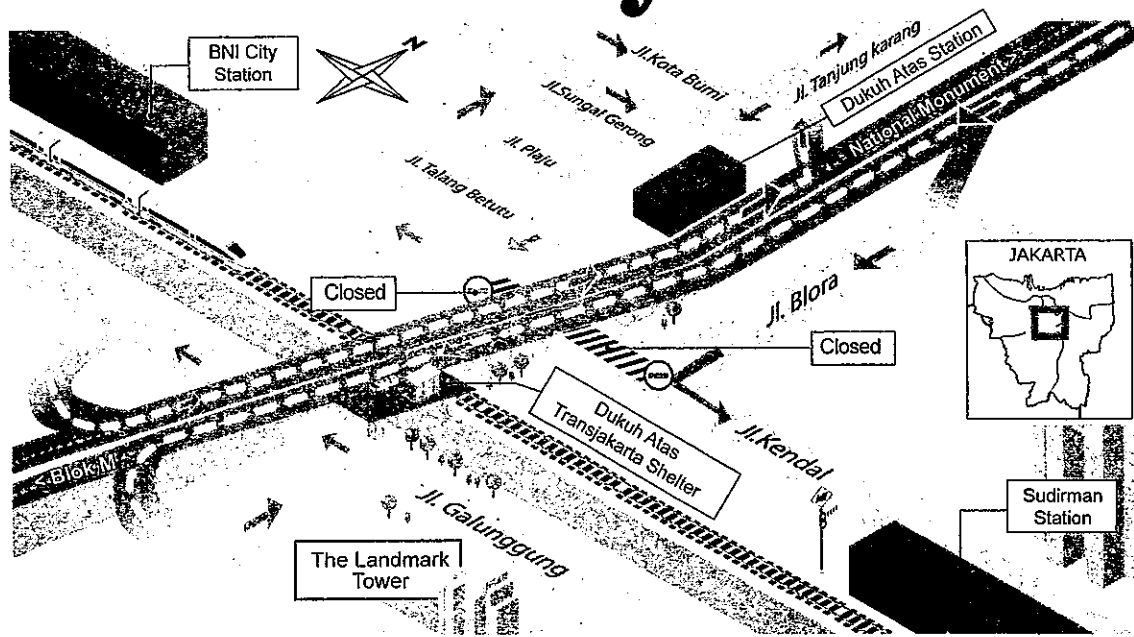 BNI City
Station
N
Jl.Kota Bumi
Jl.Tanjung karang
Dukuh Atas Station
National Monument>
Jl.Sungai Gerong
Jl. Plaju
Jl. Talang Betutu
JAKARTA
Closed
Jl. Blora
Closed
Dukuh Atas
Transjakarta Shelter
Jl.Kendal
< Blok M
Jl. Galunggung
Sudirman
Station
The Landmark
Tower